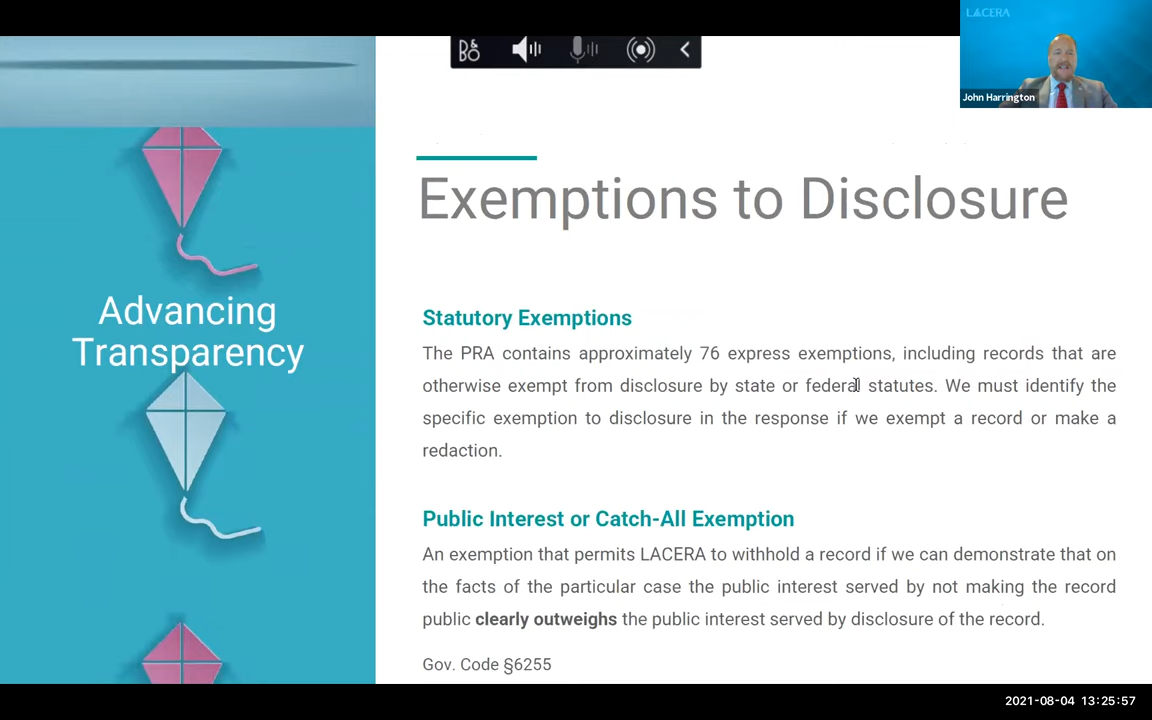 LACERA
John Harrington
B&O
Exemptions to Disclosure
Advancing
Transparency
Statutory Exemptions
The PRA contains approximately 76 express exemptions, including records that are
otherwise exempt from disclosure by state or federal statutes. We must identify the
specific exemption to disclosure in the response if we exempt a record or make a
redaction.
Public Interest or Catch-All Exemption
An exemption that permits LACERA to withhold a record if we can demonstrate that on
the facts of the particular case the public interest served by not making the record
public clearly outweighs the public interest served by disclosure of the record.
Gov. Code §6255
2021-08-04 13:25:57